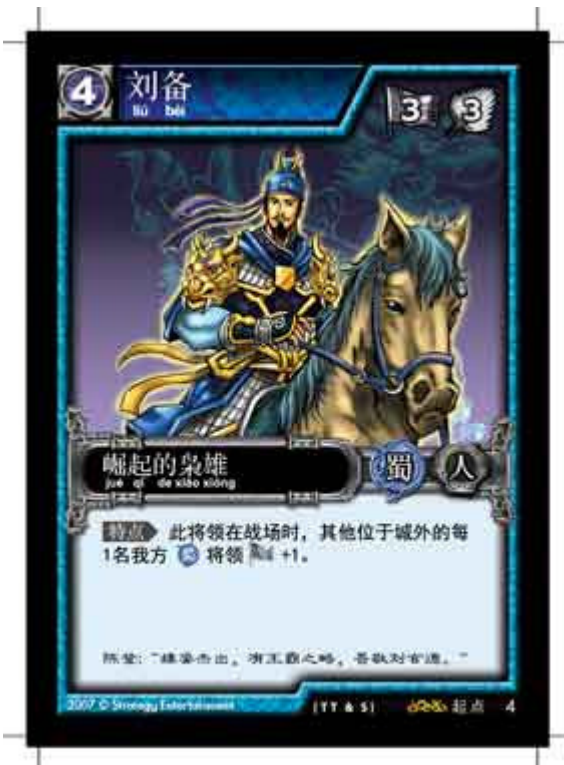 4
刘备
liú bèi
3 3
崛起的枭雄
jué qǐ de xiāo xióng
蜀 人
特点 此将领在战场时，其他位于城外的每
1名我方 将领 +1。
陈登: “雄姿杰出, 有王霸之略, 吾敬刘玄德。”
2007 © Strategy Entertainment
(YT & S)
起点 4